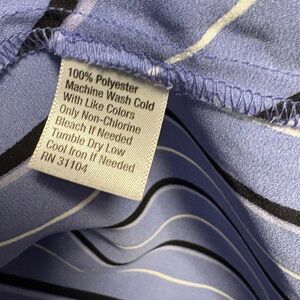 100% Polyester
Machine Wash Cold
With Like Colors
Only Non-Chlorine
Bleach If Needed
Tumble Dry Low
Cool Iron If Needed
RN 31104